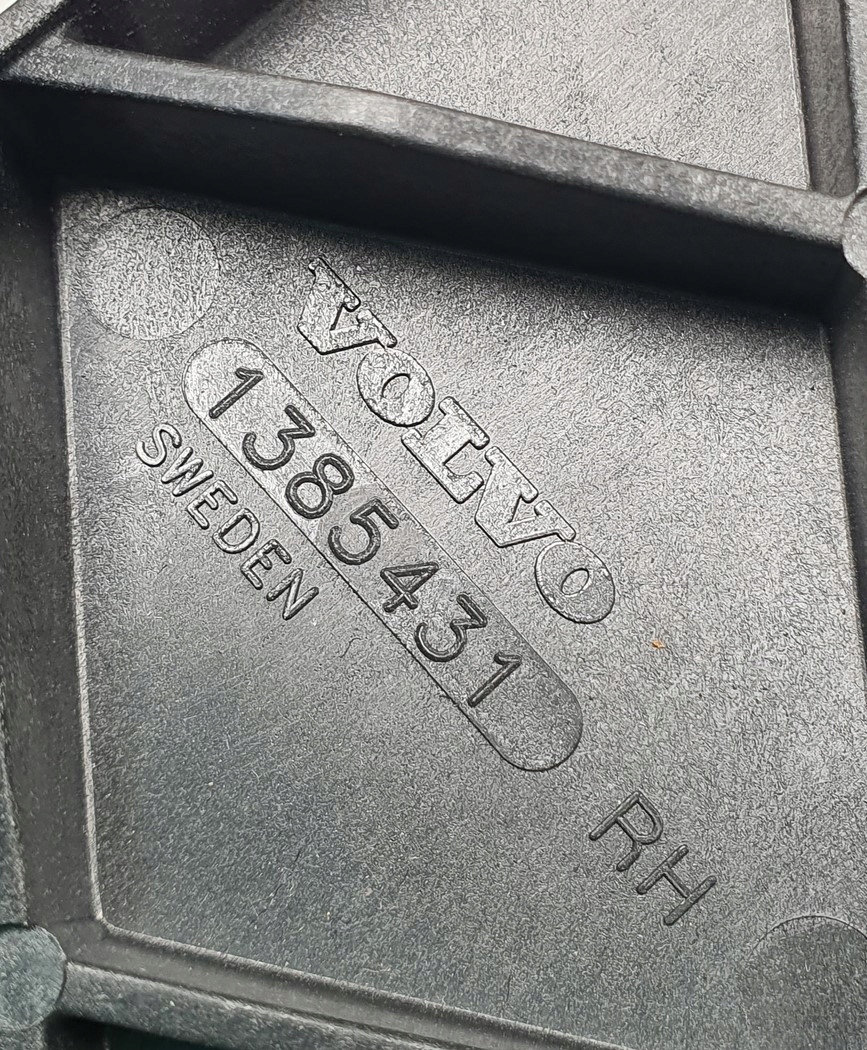 VOLVO
1385431
SWEDEN
RH